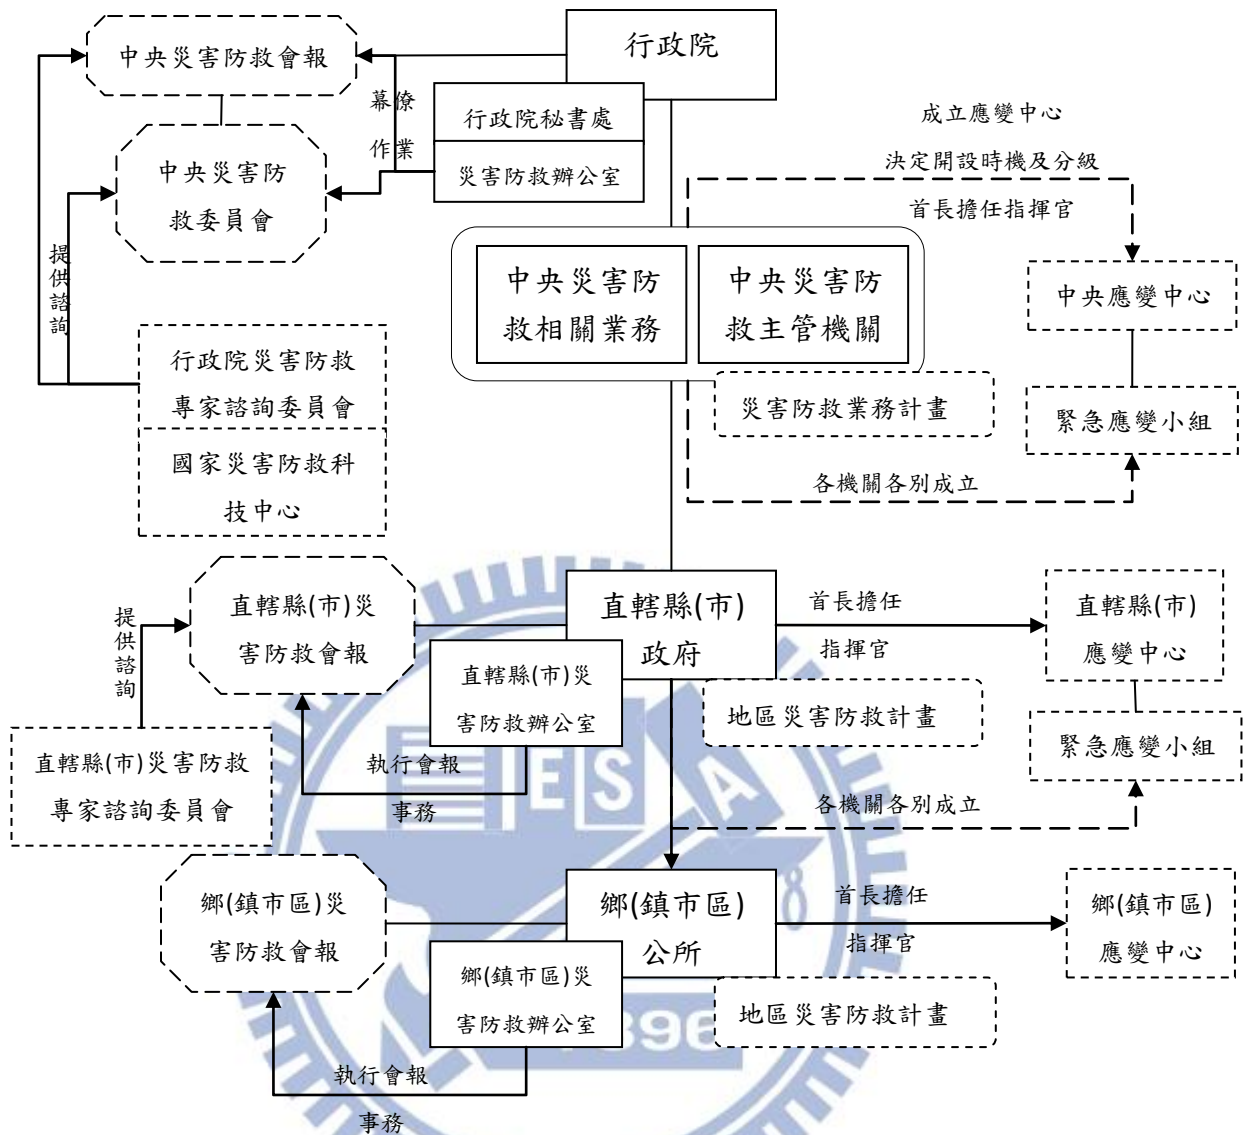 行政院
中央災害防救會報
幕僚
作業
行政院秘書處
災害防救辦公室
中央災害防
救委員會
提供諮詢
行政院災害防救
專家諮詢委員會
國家災害防救科
技中心
成立應變中心
決定開設時機及分級
首長擔任指揮官
中央災害防
救相關業務
中央災害防
救主管機關
災害防救業務計畫
中央應變中心
緊急應變小組
各機關各別成立
直轄縣(市)災
害防救會報
提供諮詢
直轄縣(市)災害防救
專家諮詢委員會
直轄縣(市)
政府
直轄縣(市)災
害防救辦公室
執行會報
事務
地區災害防救計畫
首長擔任
指揮官
直轄縣(市)
應變中心
緊急應變小組
各機關各別成立
鄉(鎮市區)災
害防救會報
鄉(鎮市區)
公所
鄉(鎮市區)災
害防救辦公室
執行會報
事務
地區災害防救計畫
首長擔任
指揮官
鄉(鎮市區)
應變中心
ESA
8
1896